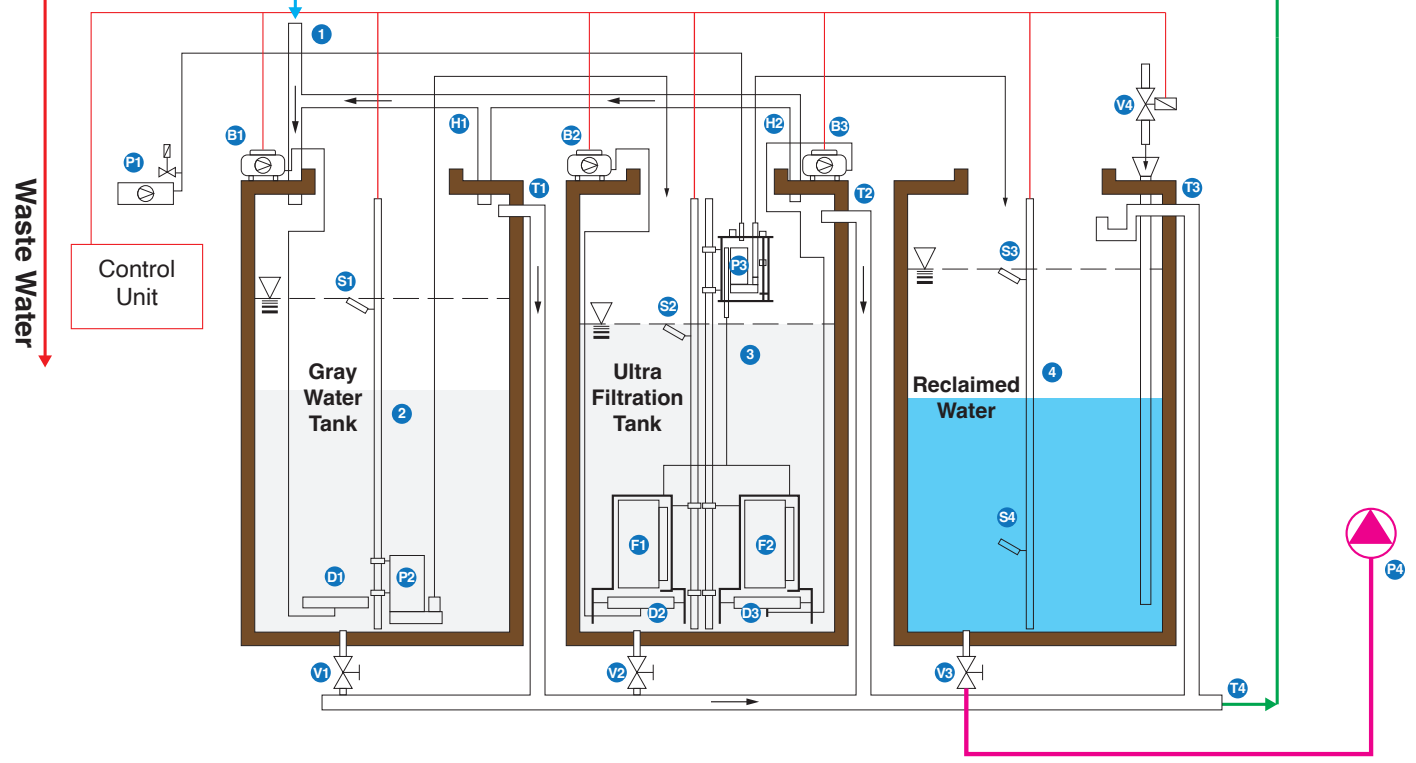 1
V4
H1
H2
B1
B2
B3
P1
Waste Water
T1
T2
T3
Control
Unit
S1
P3
S3
S2
3
Gray
Water
Tank
2
Ultra
Filtration
Tank
4
Reclaimed
Water
S4
F1
F2
P4
D1
P2
D2
D3
V1
V2
V3
T4